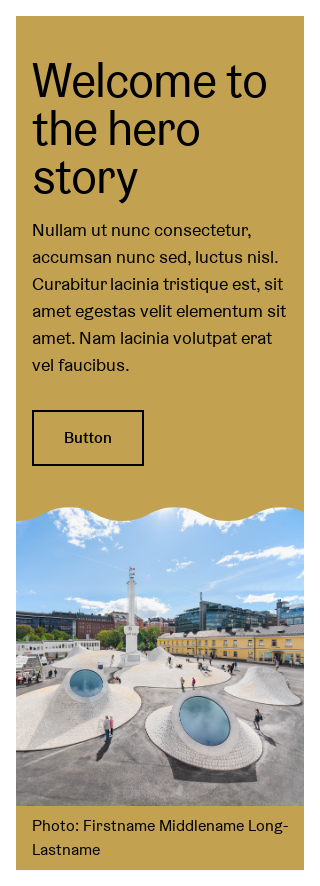 Welcome to
the hero
story
Nullam ut nunc consectetur,
accumsan nunc sed, luctus nisl.
Curabitur lacinia tristique est, sit
amet egestas velit elementum sit
amet. Nam lacinia volutpat erat
vel faucibus.
Button
Photo: Firstname Middlename Long-
Lastname